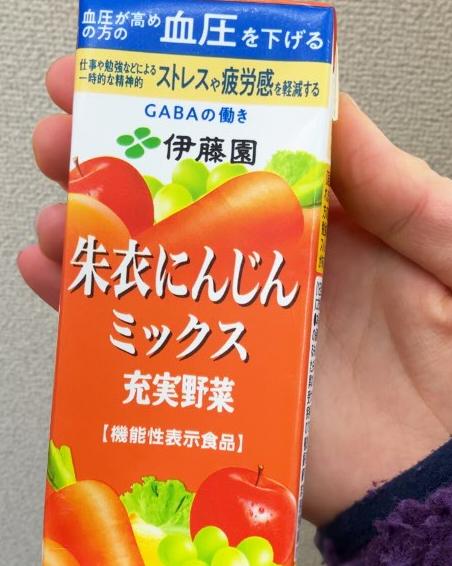 血圧が高め
の方の
血圧を下げる
仕事や勉強などによる
一時的な精神的
ストレスや疲労感を軽減する
GABAの働き
伊藤園
朱衣にんじん
ミックス
充実野菜
【機能性表示食品】